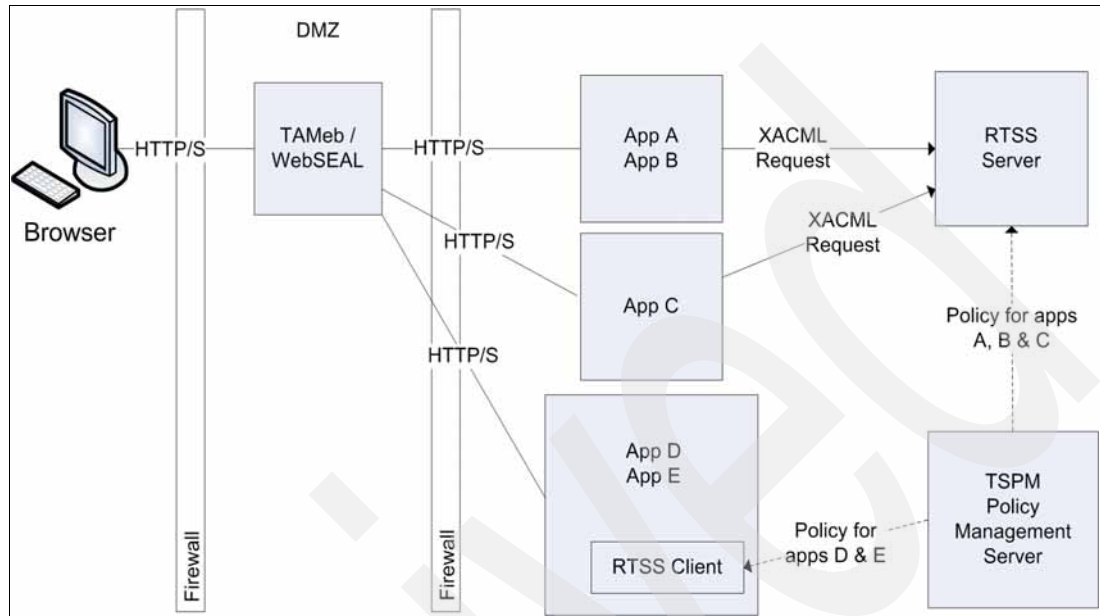 DMZ
Browser
HTTP/S
Firewall
TAMeb /
WebSEAL
HTTP/S
HTTP/S
HTTP/S
Firewall
App A
App B
XACML
Request
RTSS
Server
App C
XACML
Request
Policy for apps
A, B & C
App D
App E
RTSS Client
Policy for
apps D & E
TSPM
Policy
Management
Server